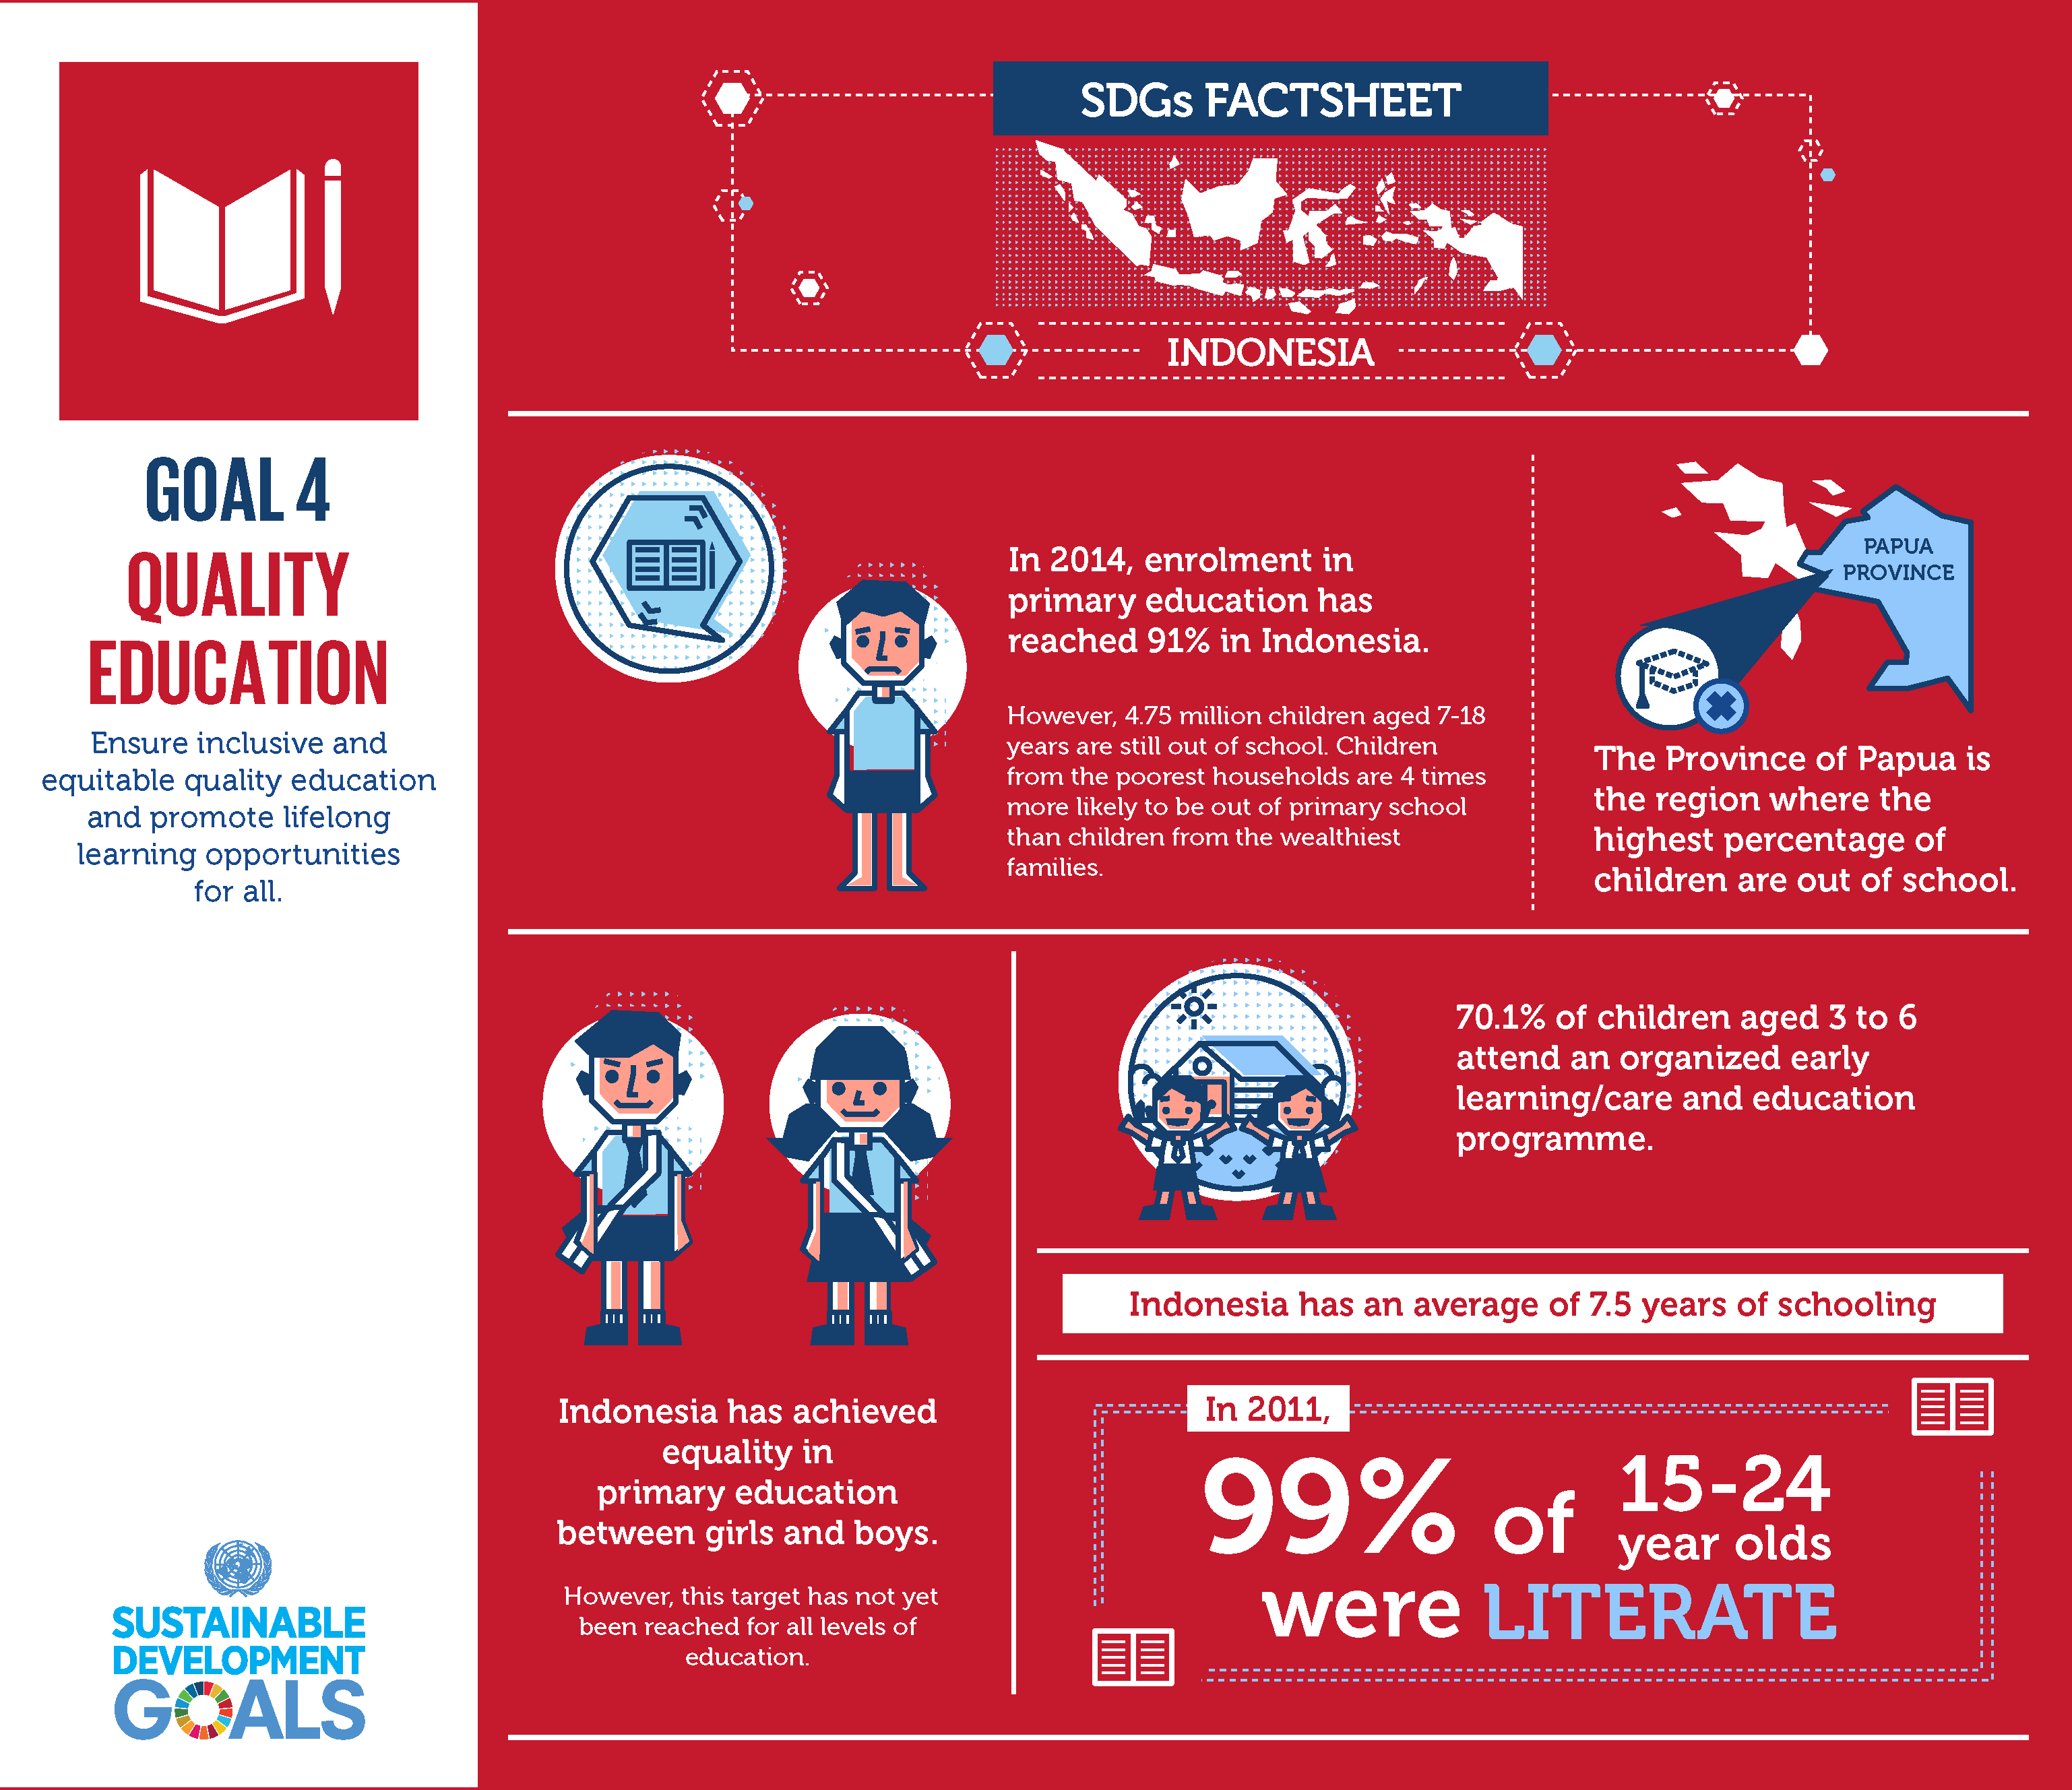 GOAL 4
QUALITY
EDUCATION
Ensure inclusive and
equitable quality education
and promote lifelong
learning opportunities
for all.
SUSTAINABLE
DEVELOPMENT
GOALS
SDGs FACTSHEET
INDONESIA
In 2014, enrolment in
primary education has
reached 91% in Indonesia.
However, 4.75 million children aged 7-18
years are still out of school. Children
from the poorest households are 4 times
more likely to be out of primary school
than children from the wealthiest
families.
PAPUA
PROVINCE
The Province of Papua is
the region where the
highest percentage of
children are out of school.
Indonesia has achieved
equality in
primary education
between girls and boys.
However, this target has not yet
been reached for all levels of
education.
70.1% of children aged 3 to 6
attend an organized early
learning/care and education
programme.
Indonesia has an average of 7.5 years of schooling
In 2011,
99% of 15-24
year olds
were LITERATE